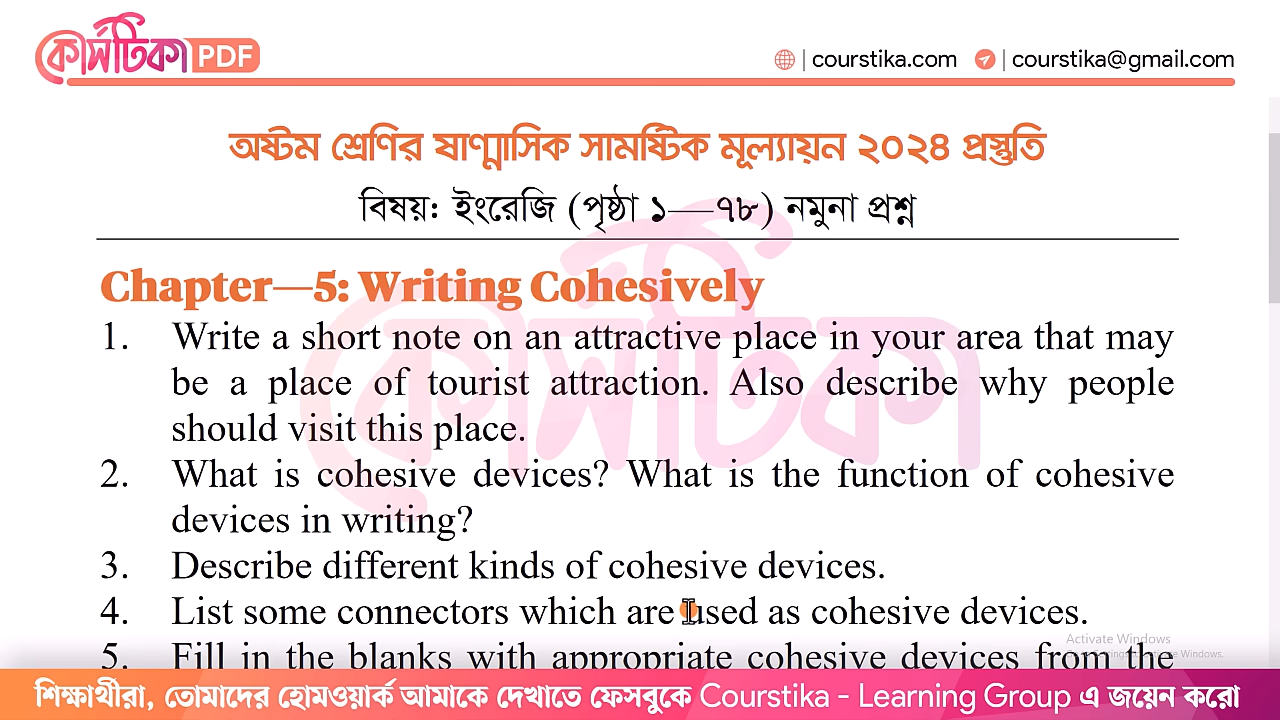 কোর্সটিকা PDF
| courstika.com | courstika@gmail.com
অষ্টম শ্রেণির ষাণ্মাসিক সামষ্টিক মূল্যায়ন ২০২৪ প্রস্তুতি
বিষয়: ইংরেজি (পৃষ্ঠা ১—৭৮) নমুনা প্রশ্ন
কোর্সটিকা
Chapter—5: Writing Cohesively
1. Write a short note on an attractive place in your area that may
be a place of tourist attraction. Also describe why people
should visit this place.
2. What is cohesive devices? What is the function of cohesive
devices in writing?
3. Describe different kinds of cohesive devices.
4. List some connectors which are used as cohesive devices.
Activate Windows
5. Fill in the blanks with appropriate cohesive devices from the
শিক্ষার্থীরা, তোমাদের হোমওয়ার্ক আমাকে দেখাতে ফেসবুকে Courstika - Learning Group এ জয়েন করো